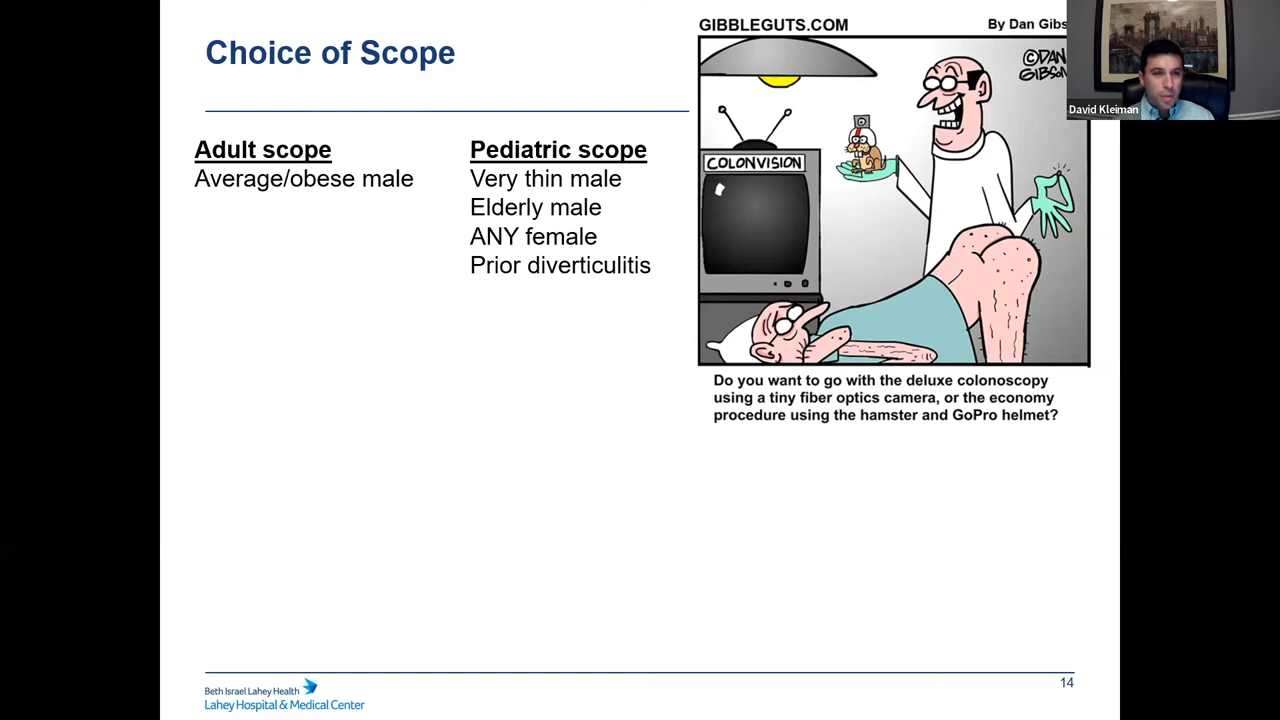 Choice of Scope
Adult scope
Average/obese male
Pediatric scope
Very thin male
Elderly male
ANY female
Prior diverticulitis
GIBBLEGUTS.COM
By Dan Gibs
©DAN
GIBSON
COLONVISION
Do you want to go with the deluxe colonoscopy
using a tiny fiber optics camera, or the economy
procedure using the hamster and GoPro helmet?
David Kleiman
Beth Israel Lahey Health
Lahey Hospital & Medical Center
14